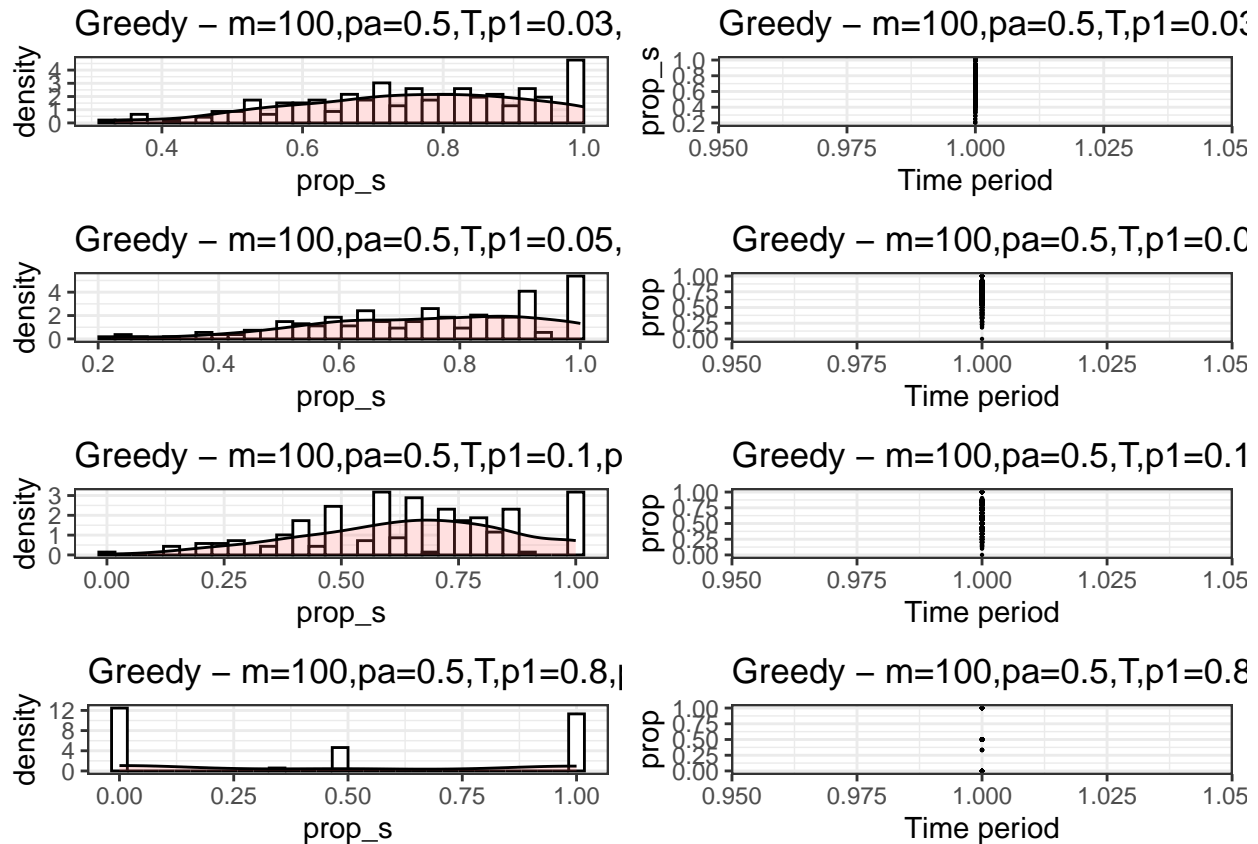 Greedy − m=100,pa=0.5,T,p1=0.03,
density
4
3
2
1
0
0.4 0.6 0.8 1.0
prop_s
Greedy − m=100,pa=0.5,T,p1=0.03
prop_s
1.0
0.8
0.6
0.4
0.2
0.950 0.975 1.000 1.025 1.05
Time period
Greedy − m=100,pa=0.5,T,p1=0.05,
density
4
2
0
0.2 0.4 0.6 0.8 1.0
prop_s
Greedy − m=100,pa=0.5,T,p1=0.0
prop
1.00
0.75
0.50
0.25
0.00
0.950 0.975 1.000 1.025 1.05
Time period
Greedy − m=100,pa=0.5,T,p1=0.1,p
density
3
2
1
0
0.00 0.25 0.50 0.75 1.00
prop_s
Greedy − m=100,pa=0.5,T,p1=0.1
prop
1.00
0.75
0.50
0.25
0.00
0.950 0.975 1.000 1.025 1.05
Time period
Greedy − m=100,pa=0.5,T,p1=0.8,
density
12
8
4
0
0.00 0.25 0.50 0.75 1.00
prop_s
Greedy − m=100,pa=0.5,T,p1=0.8
prop
1.00
0.75
0.50
0.25
0.00
0.950 0.975 1.000 1.025 1.05
Time period